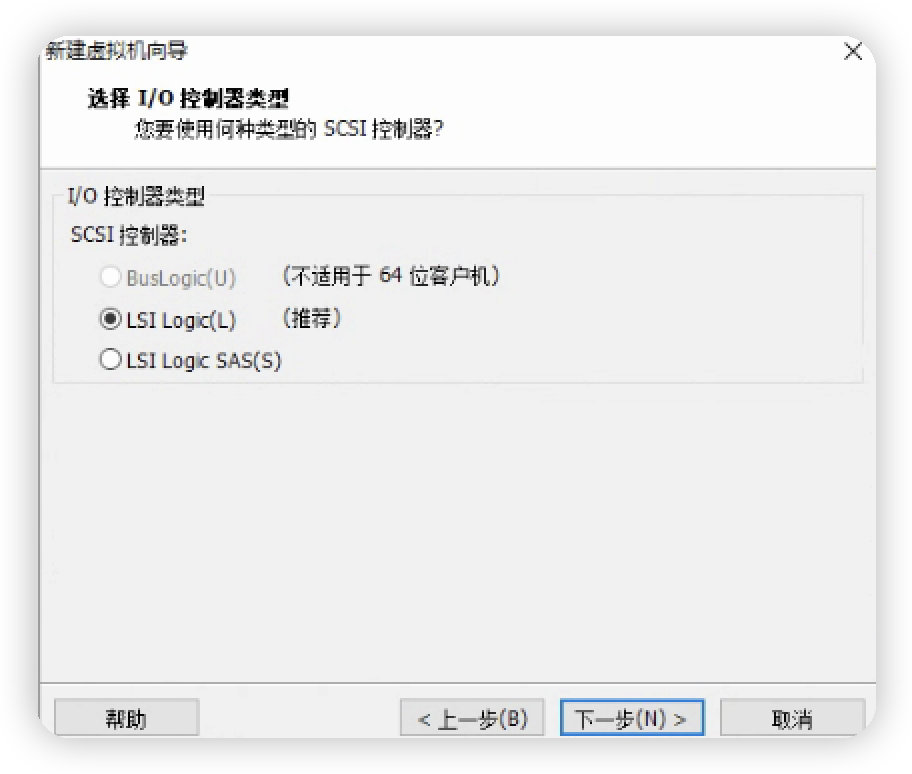 新建虚拟机向导
选择 I/O 控制器类型
您要使用何种类型的 SCSI 控制器?
I/O 控制器类型
SCSI 控制器:
BusLogic(U) (不适用于 64 位客户机)
LSI Logic(L) (推荐)
LSI Logic SAS(S)
帮助 < 上一步(B) 下一步(N) > 取消